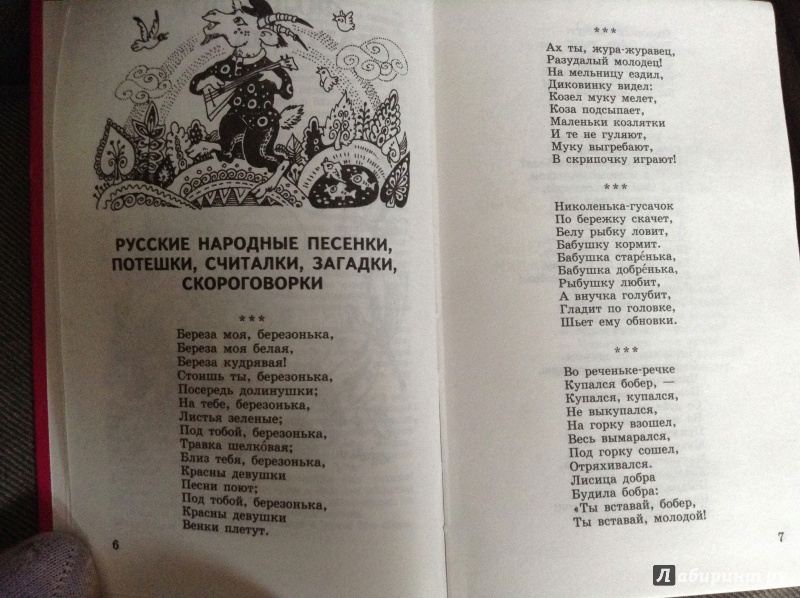 РУССКИЕ НАРОДНЫЕ ПЕСЕНКИ,
ПОТЕШКИ, СЧИТАЛКИ, ЗАГАДКИ,
СКОРОГОВОРКИ
***
Береза моя, березонька,
Береза моя белая,
Береза кудрявая!
Стоишь ты, березонька,
Посередь долинушки;
На тебе, березонька,
Листья зеленые;
Под тобой, березонька,
Травка шелко́вая;
Близ тебя, березонька,
Красны девушки
Песни поют;
Под тобой, березонька,
Красны девушки
Венки плетут.
6
***
Ах ты, жура-журавец,
Разудалый молодец!
На мельницу ездил,
Диковинку видел:
Козел муку мелет,
Коза подсыпает,
Маленьки козлятки
И те не гуляют,
Муку выгребают,
В скрипочку играют!
***
Николенька-гусачок
По бережку скачет,
Белу рыбку ловит,
Бабушку кормит.
Бабушка старе́нька,
Бабушка добре́нька,
Рыбушку любит,
А внучка голубит,
Гладит по головке,
Шьет ему обновки.
***
Во реченьке-речке
Купался бобер, —
Купался, купался,
Не выкупался,
На горку взошел,
Весь вымарался,
Под горку сошел,
Отряхивался.
Лисица добра
Будила бобра:
«Ты вставай, бобер,
Ты вставай, молодой!
7
Лабиринт.ру